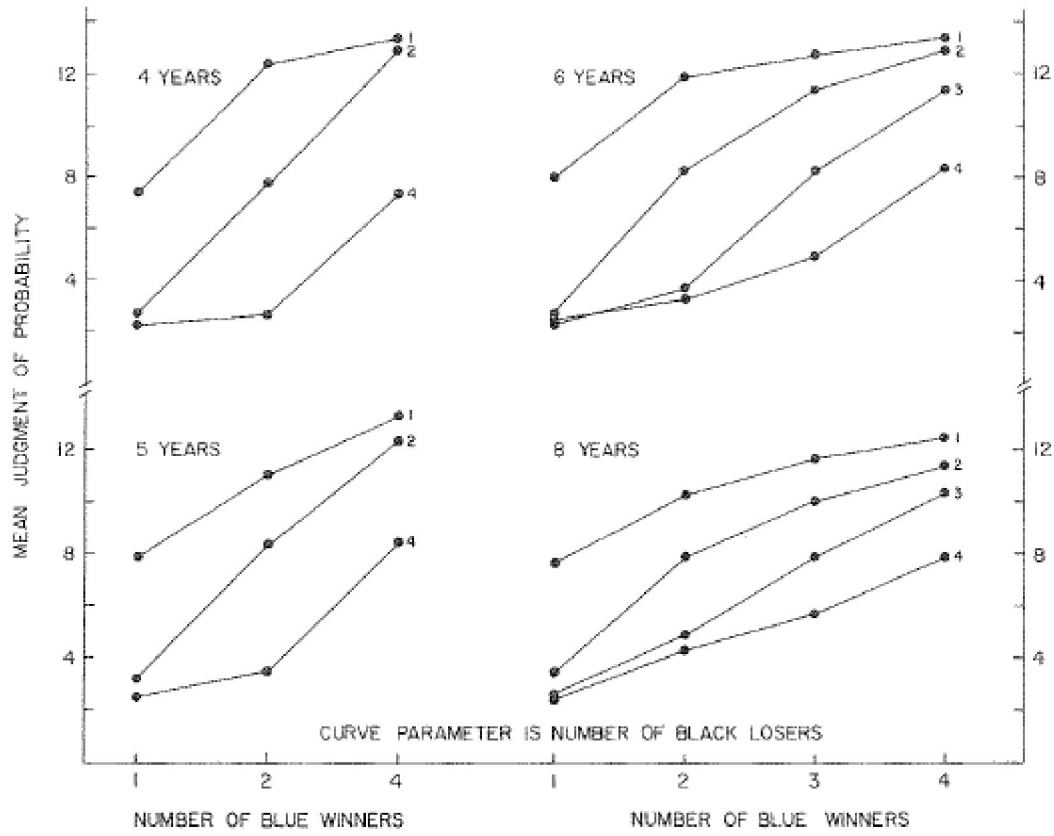 4 YEARS
12
8
4
1
2
4
6 YEARS
1
2
3
4
12
8
4
MEAN JUDGMENT OF PROBABILITY
5 YEARS
12
8
4
1
2
4
8 YEARS
1
2
3
4
12
8
4
CURVE PARAMETER IS NUMBER OF BLACK LOSERS
1 2 4
1 2 3 4
NUMBER OF BLUE WINNERS
NUMBER OF BLUE WINNERS